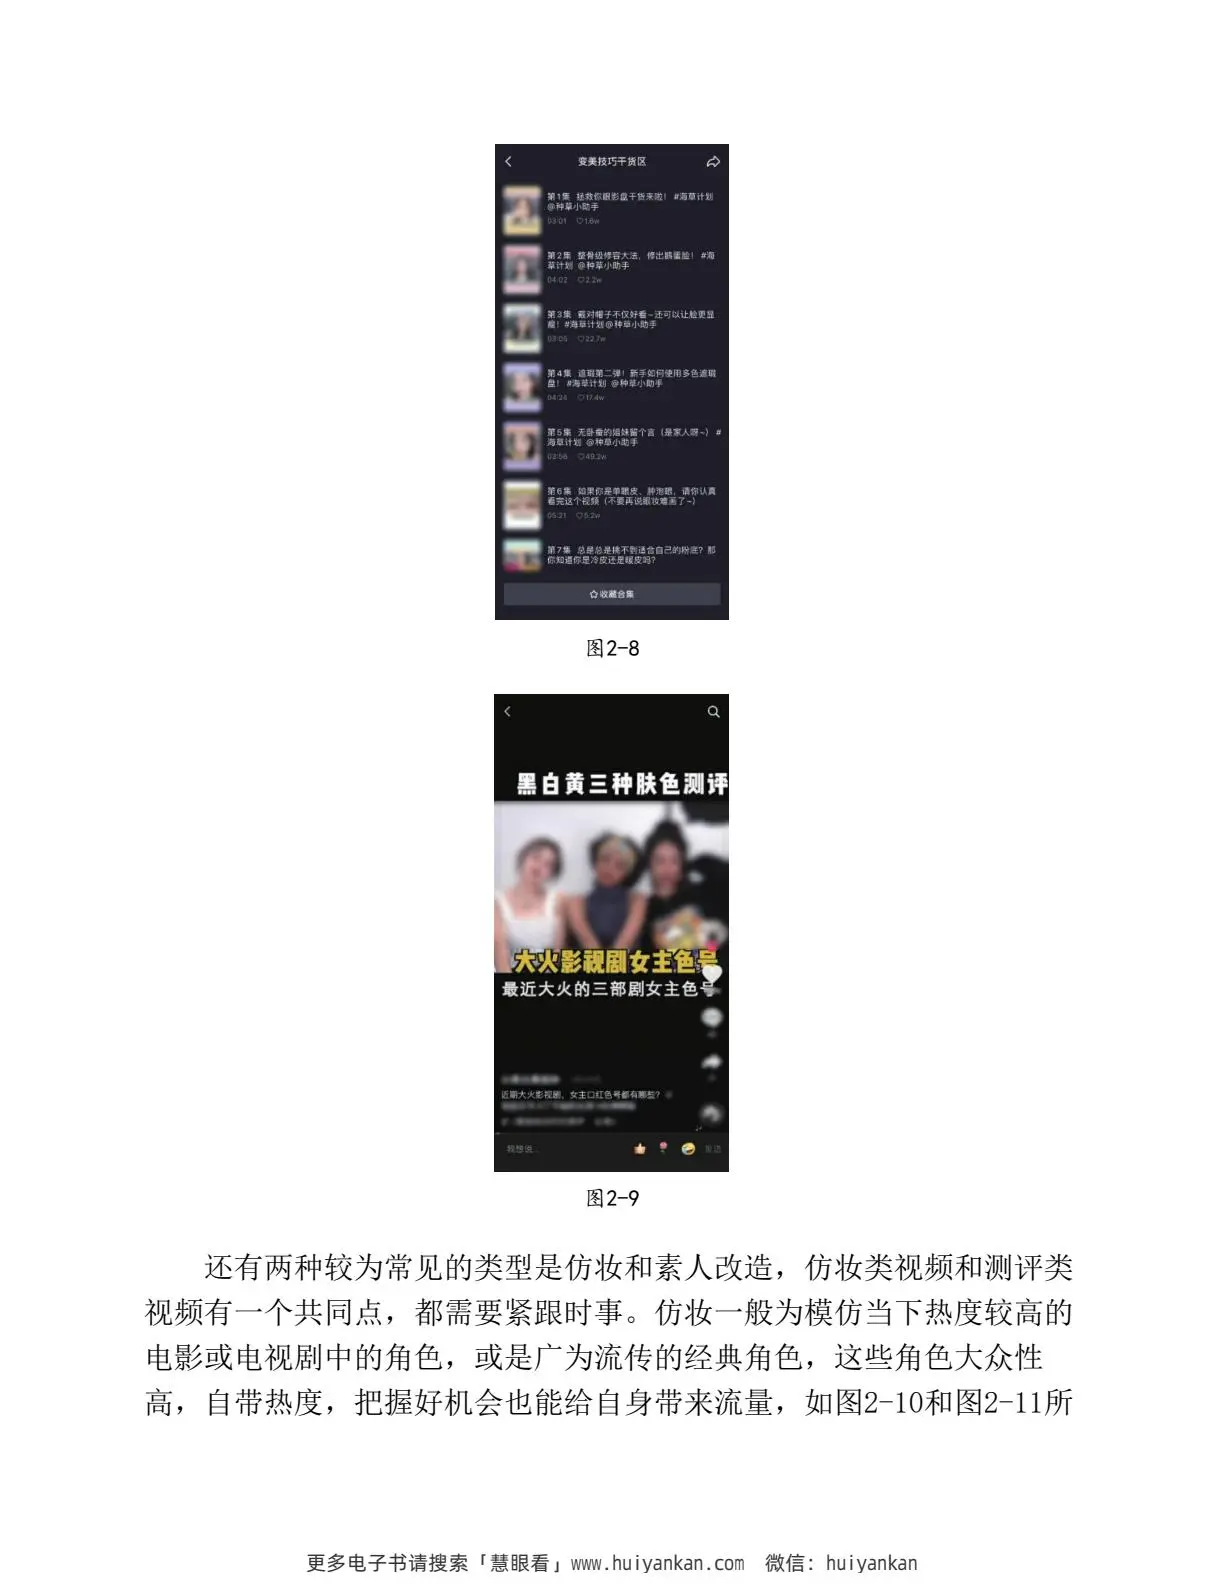 变美技巧干货区
第1集 拯救你眼影盘干货来啦！#海草计划
@种草小助手
03:01 1.6w
第2集 整骨级修容大法，修出鹅蛋脸！#海
草计划 @种草小助手
04:02 2.2w
第3集 戴对帽子不仅好看~还可以让脸更显
瘦！#海草计划@种草小助手
03:05 22.7w
第4集 遮瑕第二弹！新手如何使用多色遮瑕
盘！ #海草计划 @种草小助手
04:24 17.4w
第5集 无卧蚕的姐妹留个言（是家人呀~）#
海草计划 @种草小助手
03:56 49.2w
第6集 如果你是单眼皮、肿泡眼，请你认真
看完这个视频（不要再说眼妆难画了~）
05:21 5.2w
第7集 总是总是挑不到适合自己的粉底？那
你知道你是冷皮还是暖皮吗？
收藏合集
图2-8
黑白黄三种肤色测评
大火影视剧女主色号
最近大火的三部剧女主色号
近期大火影视剧，女主口红色号都有哪些？
我想说...
发送
图2-9
还有两种较为常见的类型是仿妆和素人改造，仿妆类视频和测评类
视频有一个共同点，都需要紧跟时事。仿妆一般为模仿当下热度较高的
电影或电视剧中的角色，或是广为流传的经典角色，这些角色大众性
高，自带热度，把握好机会也能给自身带来流量，如图2-10和图2-11所
更多电子书请搜索「慧眼看」www.huiyankan.com 微信：huiyankan